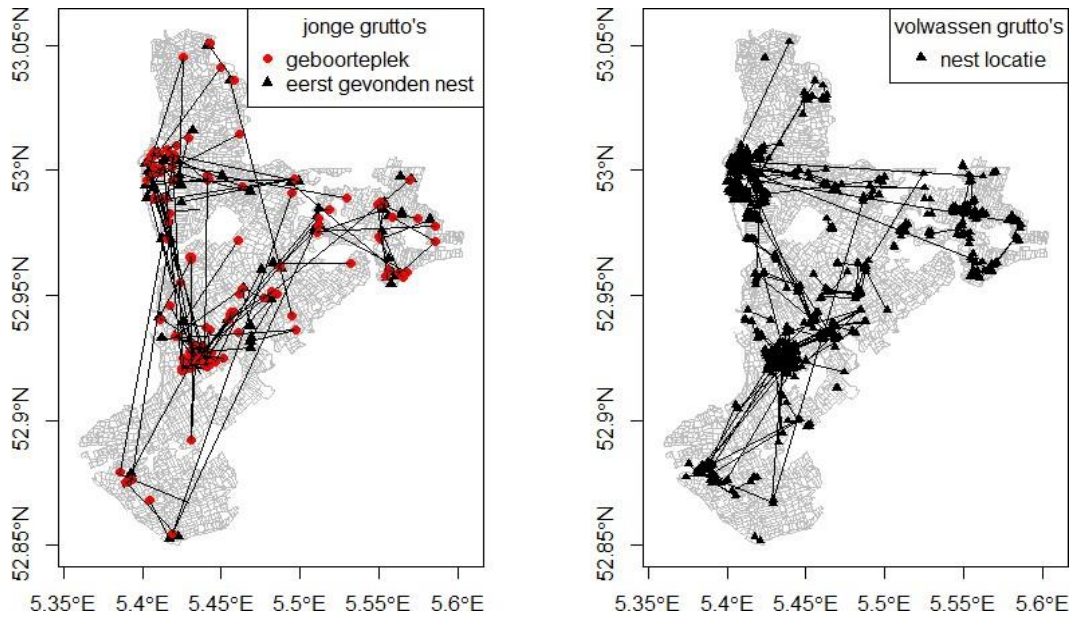 jonge grutto's
geboorteplek
eerst gevonden nest
53.05°N
53°N
52.95°N
52.9°N
52.85°N
5.35°E 5.4°E 5.45°E 5.5°E 5.55°E 5.6°E
volwassen grutto's
nest locatie
53.05°N
53°N
52.95°N
52.9°N
52.85°N
5.35°E 5.4°E 5.45°E 5.5°E 5.55°E 5.6°E